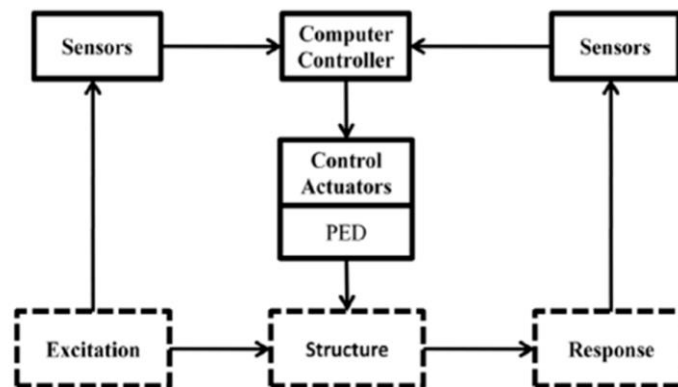 Sensors
Computer
Controller
Sensors
Control
Actuators
PED
Excitation
Structure
Response